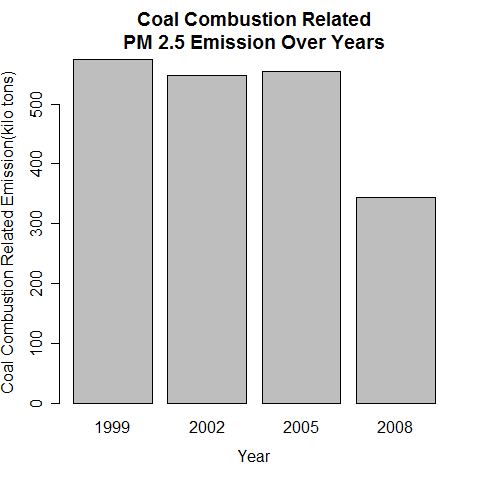 Coal Combustion Related
PM 2.5 Emission Over Years
Coal Combustion Related Emission(kilo tons)
500
400
300
200
100
0
1999 2002 2005 2008
Year